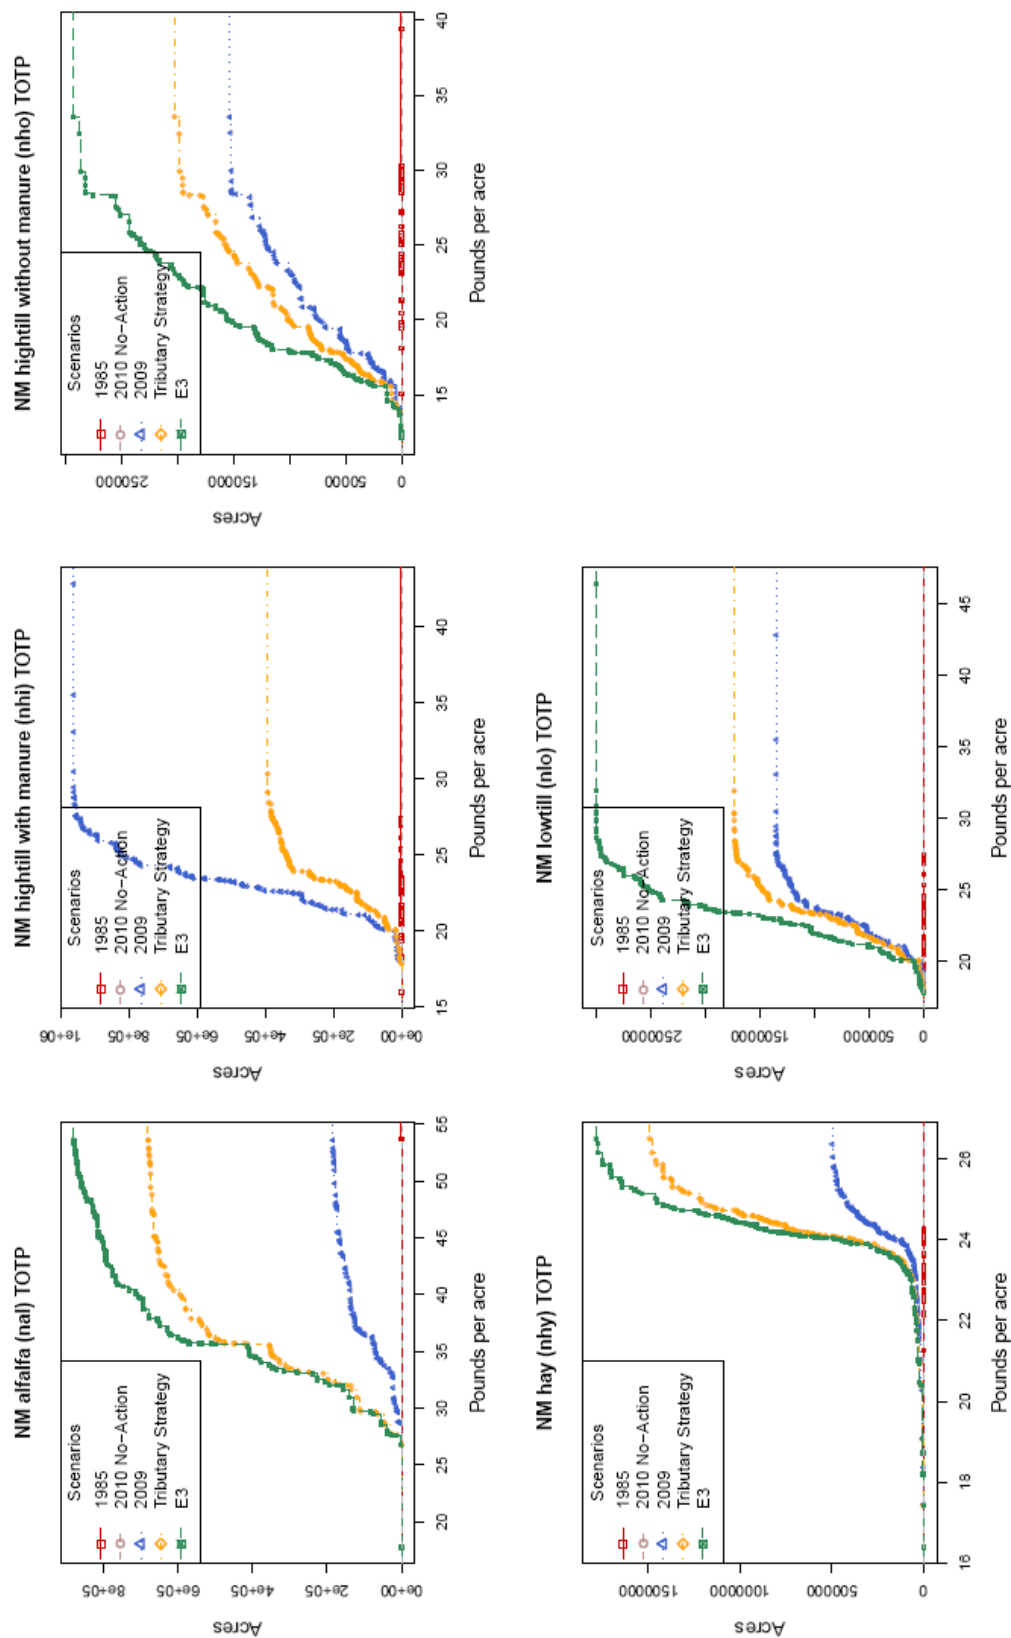 NM alfalfa (nal) TOTP
Scenarios
1985
2010 No-Action
2009
Tributary Strategy
E3
Acres
0e+00 2e+05 4e+05 6e+05 8e+05
20 25 30 35 40 45 50 55
Pounds per acre
NM hightill with manure (nhi) TOTP
Scenarios
1985
2010 No-Action
2009
Tributary Strategy
E3
Acres
0e+00 2e+05 4e+05 6e+05 8e+05 1e+06
15 20 25 30 35 40
Pounds per acre
NM hightill without manure (nho) TOTP
Scenarios
1985
2010 No-Action
2009
Tributary Strategy
E3
Acres
0 50000 150000 250000
15 20 25 30 35 40
Pounds per acre
NM hay (nhy) TOTP
Scenarios
1985
2010 No-Action
2009
Tributary Strategy
E3
Acres
0 500000 1000000 1500000
16 18 20 22 24 26
Pounds per acre
NM lowtill (nlo) TOTP
Scenarios
1985
2010 No-Action
2009
Tributary Strategy
E3
Acres
0 500000 1500000 2500000
20 25 30 35 40 45
Pounds per acre